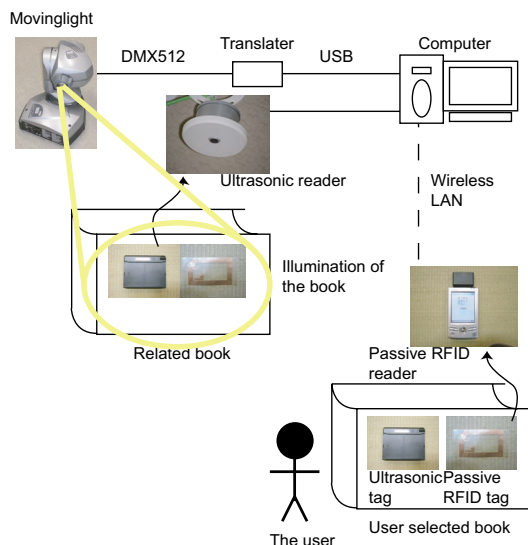 Movinglight
DMX512
Translater
USB
Computer
Ultrasonic reader
Wireless
LAN
Illumination of
the book
Related book
Passive RFID
reader
Ultrasonic
tag
Passive
RFID tag
User selected book
The user